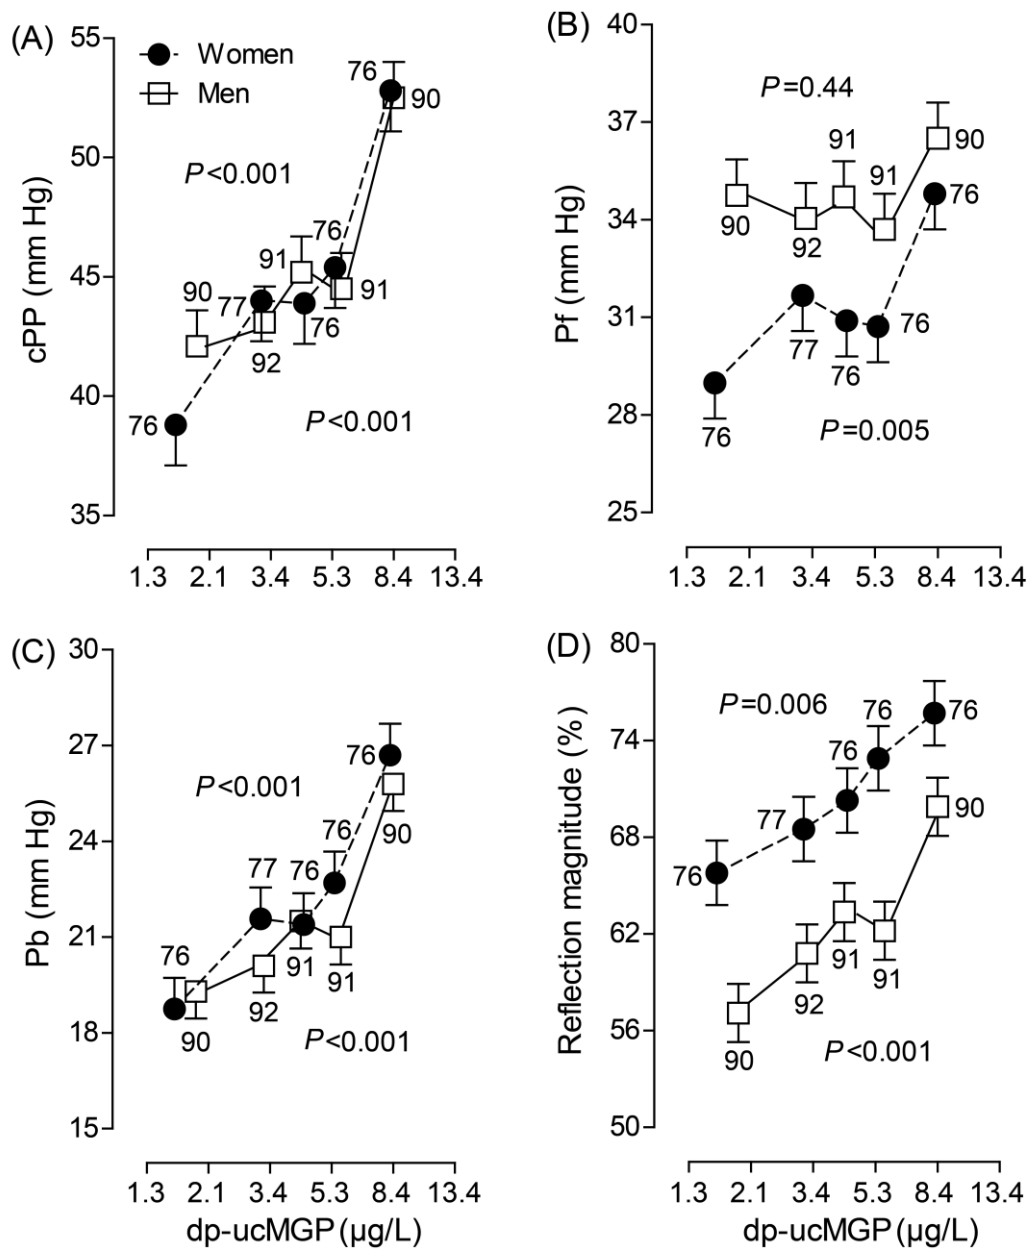 (A)
55
50
45
40
35
cPP (mm Hg)
Women
Men
P<0.001
76
90
90
77
91
76
92
76
91
76
P<0.001
1.3 2.1 3.4 5.3 8.4 13.4
(B)
40
37
34
31
28
25
Pf (mm Hg)
P=0.44
91
91
90
90
92
76
77
76
76
76
P=0.005
1.3 2.1 3.4 5.3 8.4 13.4
(C)
30
27
24
21
18
15
Pb (mm Hg)
P<0.001
76
76
77
76
90
76
91
91
92
90
P<0.001
1.3 2.1 3.4 5.3 8.4 13.4
dp-ucMGP (µg/L)
(D)
80
74
68
62
56
50
Reflection magnitude (%)
P=0.006
76
76
76
77
76
90
91
91
92
90
P<0.001
1.3 2.1 3.4 5.3 8.4 13.4
dp-ucMGP (µg/L)